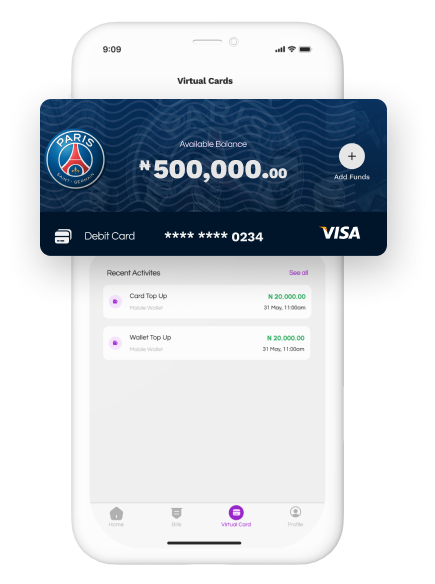 9:09
Virtual Cards
PARIS
SAINT-GERMAIN
Available Balance
₦500,000.00
Add Funds
Debit Card
**** **** 0234
VISA
Recent Activites
See all
Card Top Up
N 20.000.00
Mobile Wallet
31 May, 11:00am
Wallet Top Up
N 20.000.00
Mobile Wallet
31 May, 11:00am
Home
Bills
Virtual Card
Profile